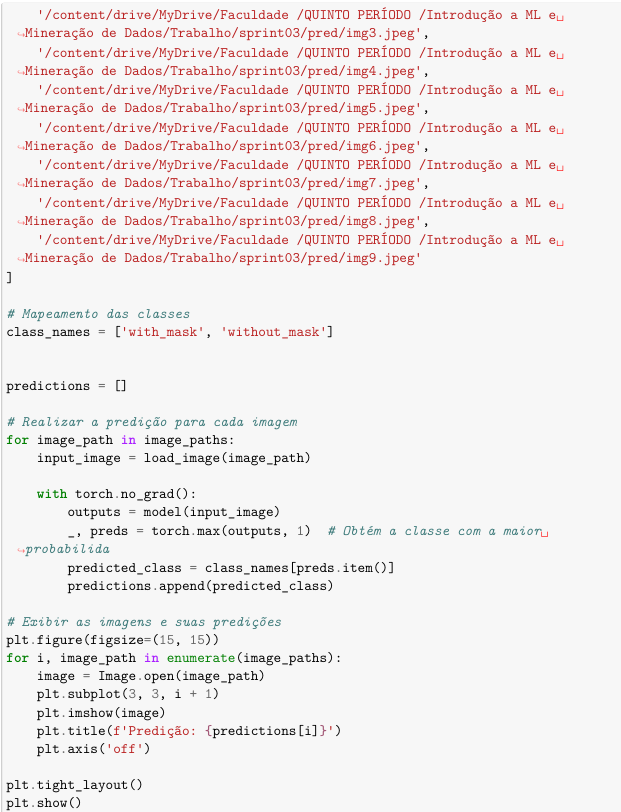 '/content/drive/MyDrive/Faculdade /QUINTO PERÍODO /Introdução a ML e␣
↪Mineração de Dados/Trabalho/sprint03/pred/img3.jpeg',
'/content/drive/MyDrive/Faculdade /QUINTO PERÍODO /Introdução a ML e␣
↪Mineração de Dados/Trabalho/sprint03/pred/img4.jpeg',
'/content/drive/MyDrive/Faculdade /QUINTO PERÍODO /Introdução a ML e␣
↪Mineração de Dados/Trabalho/sprint03/pred/img5.jpeg',
'/content/drive/MyDrive/Faculdade /QUINTO PERÍODO /Introdução a ML e␣
↪Mineração de Dados/Trabalho/sprint03/pred/img6.jpeg',
'/content/drive/MyDrive/Faculdade /QUINTO PERÍODO /Introdução a ML e␣
↪Mineração de Dados/Trabalho/sprint03/pred/img7.jpeg',
'/content/drive/MyDrive/Faculdade /QUINTO PERÍODO /Introdução a ML e␣
↪Mineração de Dados/Trabalho/sprint03/pred/img8.jpeg',
'/content/drive/MyDrive/Faculdade /QUINTO PERÍODO /Introdução a ML e␣
↪Mineração de Dados/Trabalho/sprint03/pred/img9.jpeg'
]
# Mapeamento das classes
class_names = ['with_mask', 'without_mask']
predictions = []
# Realizar a predição para cada imagem
for image_path in image_paths:
    input_image = load_image(image_path)
    with torch.no_grad():
        outputs = model(input_image)
        _, preds = torch.max(outputs, 1)  # Obtém a classe com a maior␣
↪probabilida
        predicted_class = class_names[preds.item()]
        predictions.append(predicted_class)
# Exibir as imagens e suas predições
plt.figure(figsize=(15, 15))
for i, image_path in enumerate(image_paths):
    image = Image.open(image_path)
    plt.subplot(3, 3, i + 1)
    plt.imshow(image)
    plt.title(f'Predição: {predictions[i]}')
    plt.axis('off')
plt.tight_layout()
plt.show()